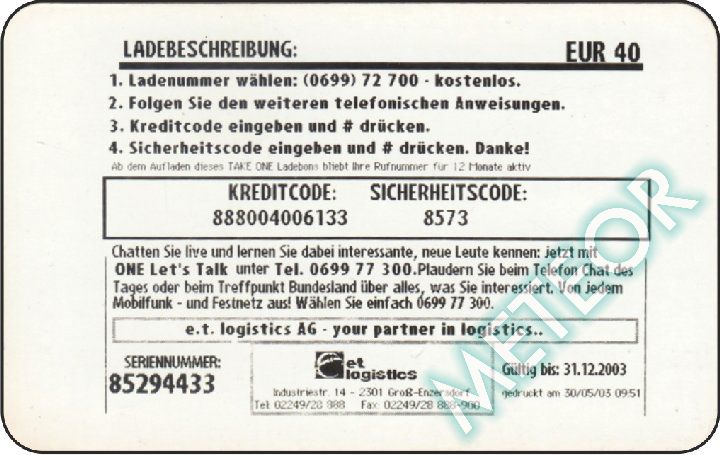 LADEBESCHREIBUNG: EUR 40
1. Ladenummer wählen: (0699) 72 700 - kostenlos.
2. Folgen Sie den weiteren telefonischen Anweisungen.
3. Kreditcode eingeben und # drücken.
4. Sicherheitscode eingeben und # drücken. Danke!
Ab dem Aufladen dieses TAKE ONE Ladebons bliebt Ihre Rufnummer für 12 Monate aktiv
KREDITCODE: SICHERHEITSCODE:
888004006133 8573
Chatten Sie live und lernen Sie dabei interessante, neue Leute kennen: jetzt mit
ONE Let's Talk unter Tel. 0699 77 300.Plaudern Sie beim Telefon Chat des
Tages oder beim Treffpunkt Bundesland über alles, was Sie interessiert. Von jedem
Mobilfunk - und Festnetz aus! Wählen Sie einfach 0699 77 300.
e.t. logistics AG - your partner in logistics..
SERIENNUMMER:
85294433
et
logistics
Industriestr. 14 - 2301 Groß-Enzersdorf
Tel: 02249/28 888 Fax: 02249/28 888-900
Gültig bis: 31.12.2003
gedruckt am 30/05/03 09:51
METEOR